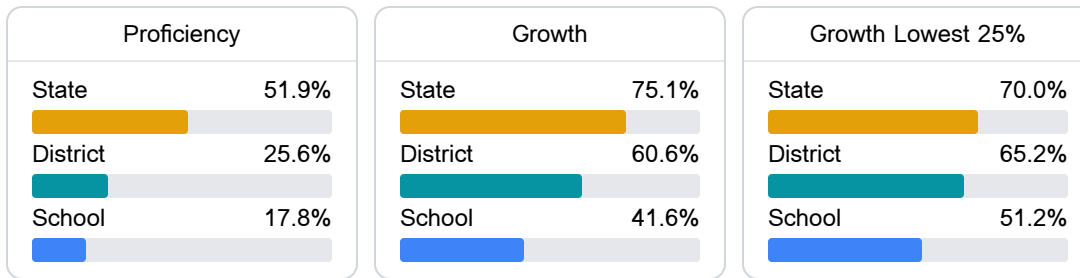 Proficiency
State 51.9%
District 25.6%
School 17.8%
Growth
State 75.1%
District 60.6%
School 41.6%
Growth Lowest 25%
State 70.0%
District 65.2%
School 51.2%